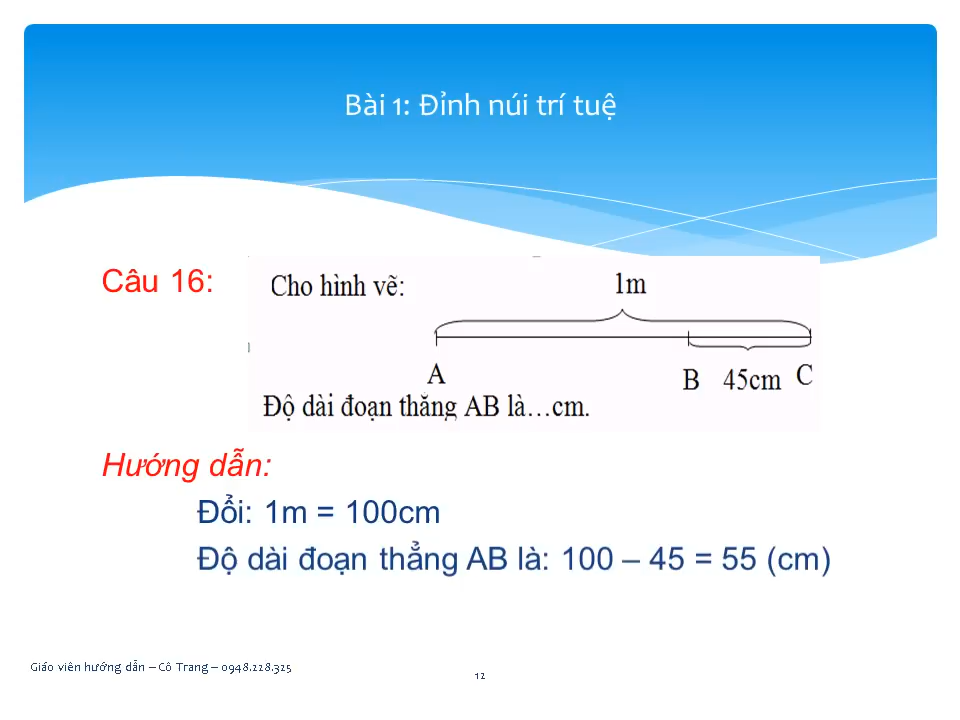 Bài 1: Đỉnh núi trí tuệ
Câu 16:
Cho hình vẽ:
1m
A
B
45cm
C
Độ dài đoạn thẳng AB là...cm.
Hướng dẫn:
Đổi: 1m = 100cm
Độ dài đoạn thẳng AB là: 100 – 45 = 55 (cm)
Giáo viên hướng dẫn – Cô Trang – 0948.228.325
12